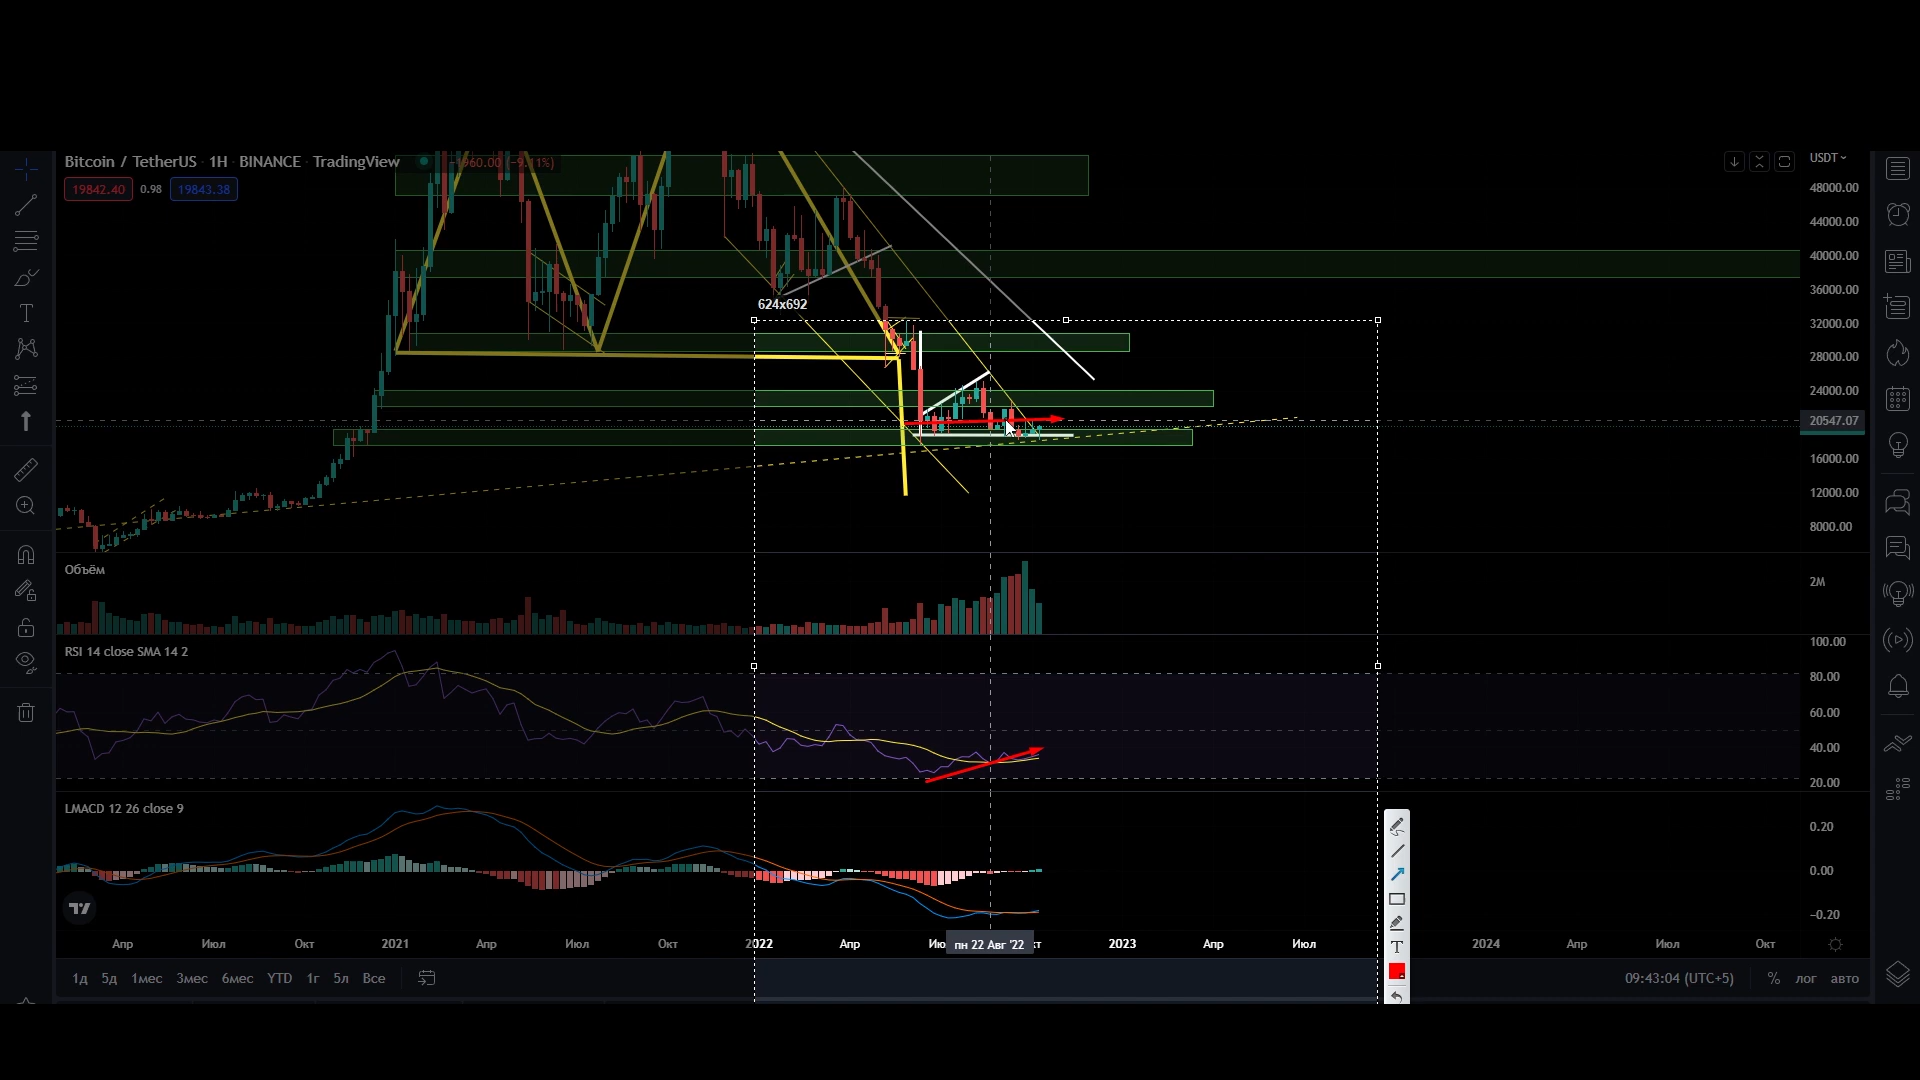 Bitcoin / TetherUS · 1Н · BINANCE · TradingView −1960.00 (−9.11%)
USDT
19842.40 0.98 19843.38
48000.00
44000.00
40000.00
36000.00
624x692
32000.00
28000.00
24000.00
20547.07
16000.00
12000.00
8000.00
Объём
2M
RSI 14 close SMA 14 2
100.00
80.00
60.00
40.00
20.00
LMACD 12 26 close 9
0.20
0.00
−0.20
Апр Июл Окт 2021 Апр Июл Окт 2022 Апр пн 22 Авг '22 2023 Апр Июл 2024 Апр Июл Окт
1д 5д 1мес 3мес 6мес YTD 1г 5л Все 09:43:04 (UTC+5) % лог авто